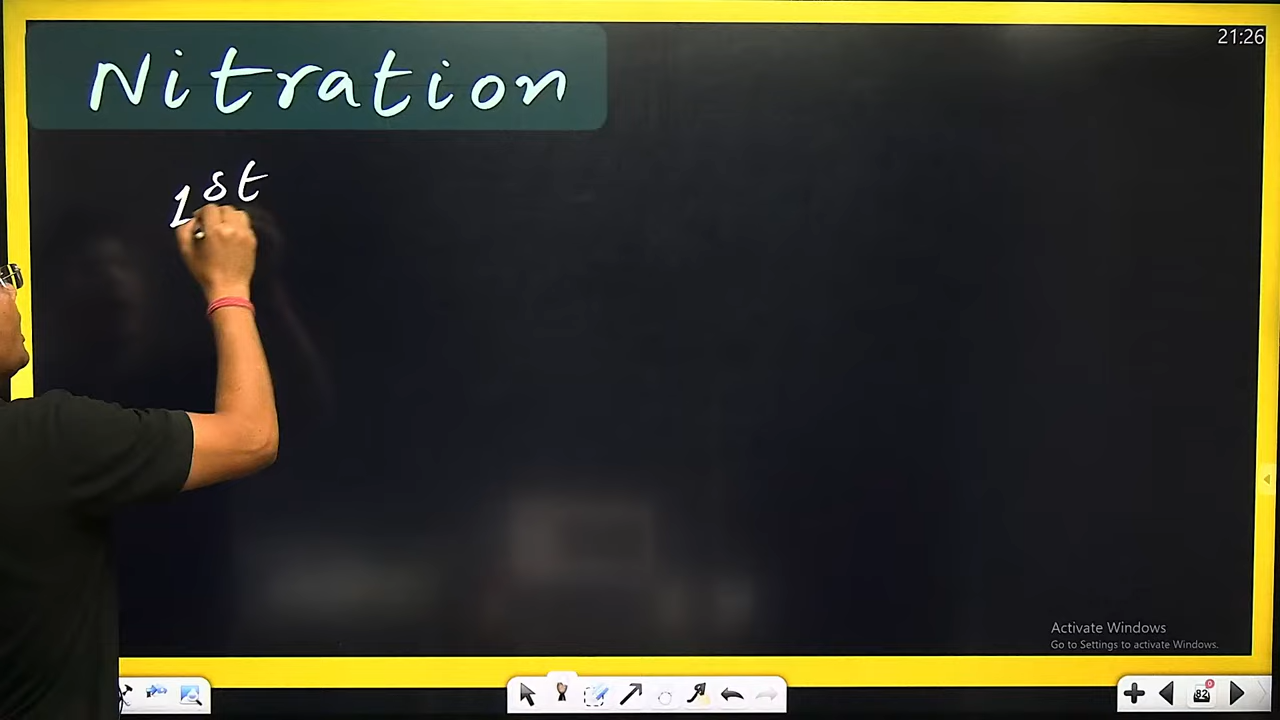 21:26
Nitration
1st
Activate Windows
Go to Settings to activate Windows.
82